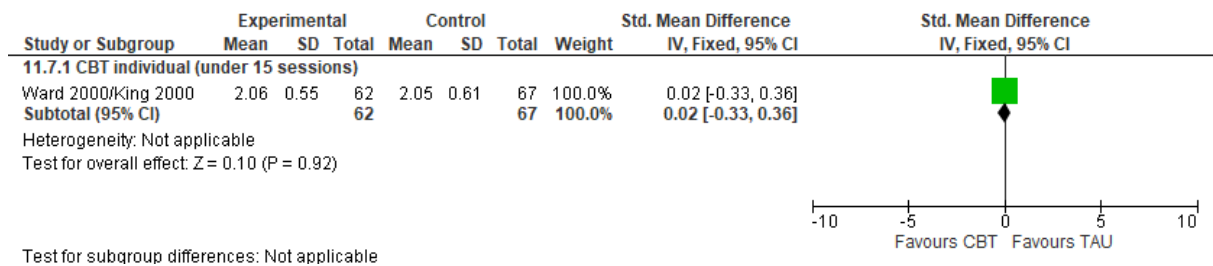 Experimental Control Std. Mean Difference Std. Mean Difference
Study or Subgroup Mean SD Total Mean SD Total Weight IV, Fixed, 95% CI IV, Fixed, 95% CI
11.7.1 CBT individual (under 15 sessions)
Ward 2000/King 2000 2.06 0.55 62 2.05 0.61 67 100.0% 0.02 [-0.33, 0.36]
Subtotal (95% CI) 62 67 100.0% 0.02 [-0.33, 0.36]
Heterogeneity: Not applicable
Test for overall effect: Z = 0.10 (P = 0.92)
-10 -5 0 5 10
Favours CBT Favours TAU
Test for subgroup differences: Not applicable